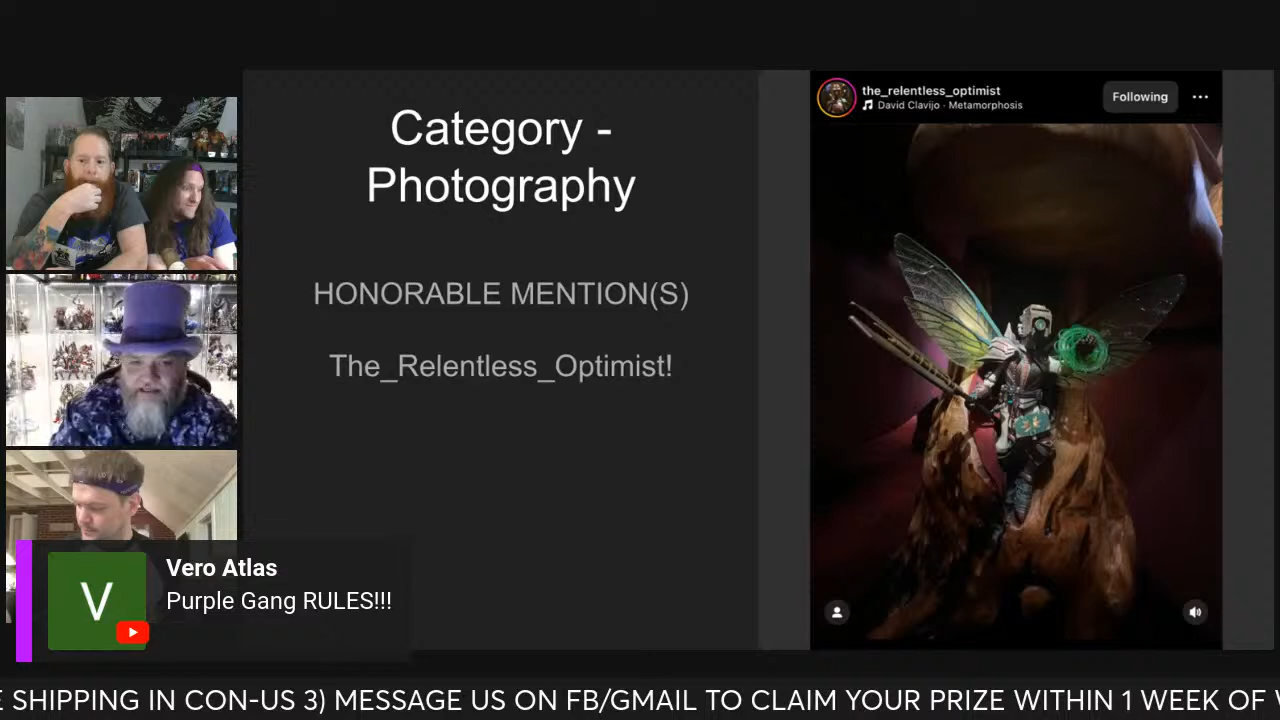 Category -
Photography
HONORABLE MENTION(S)
The_Relentless_Optimist!
the_relentless_optimist
David Clavijo · Metamorphosis
Following
V
Vero Atlas
Purple Gang RULES!!!
E SHIPPING IN CON-US 3) MESSAGE US ON FB/GMAIL TO CLAIM YOUR PRIZE WITHIN 1 WEEK OF